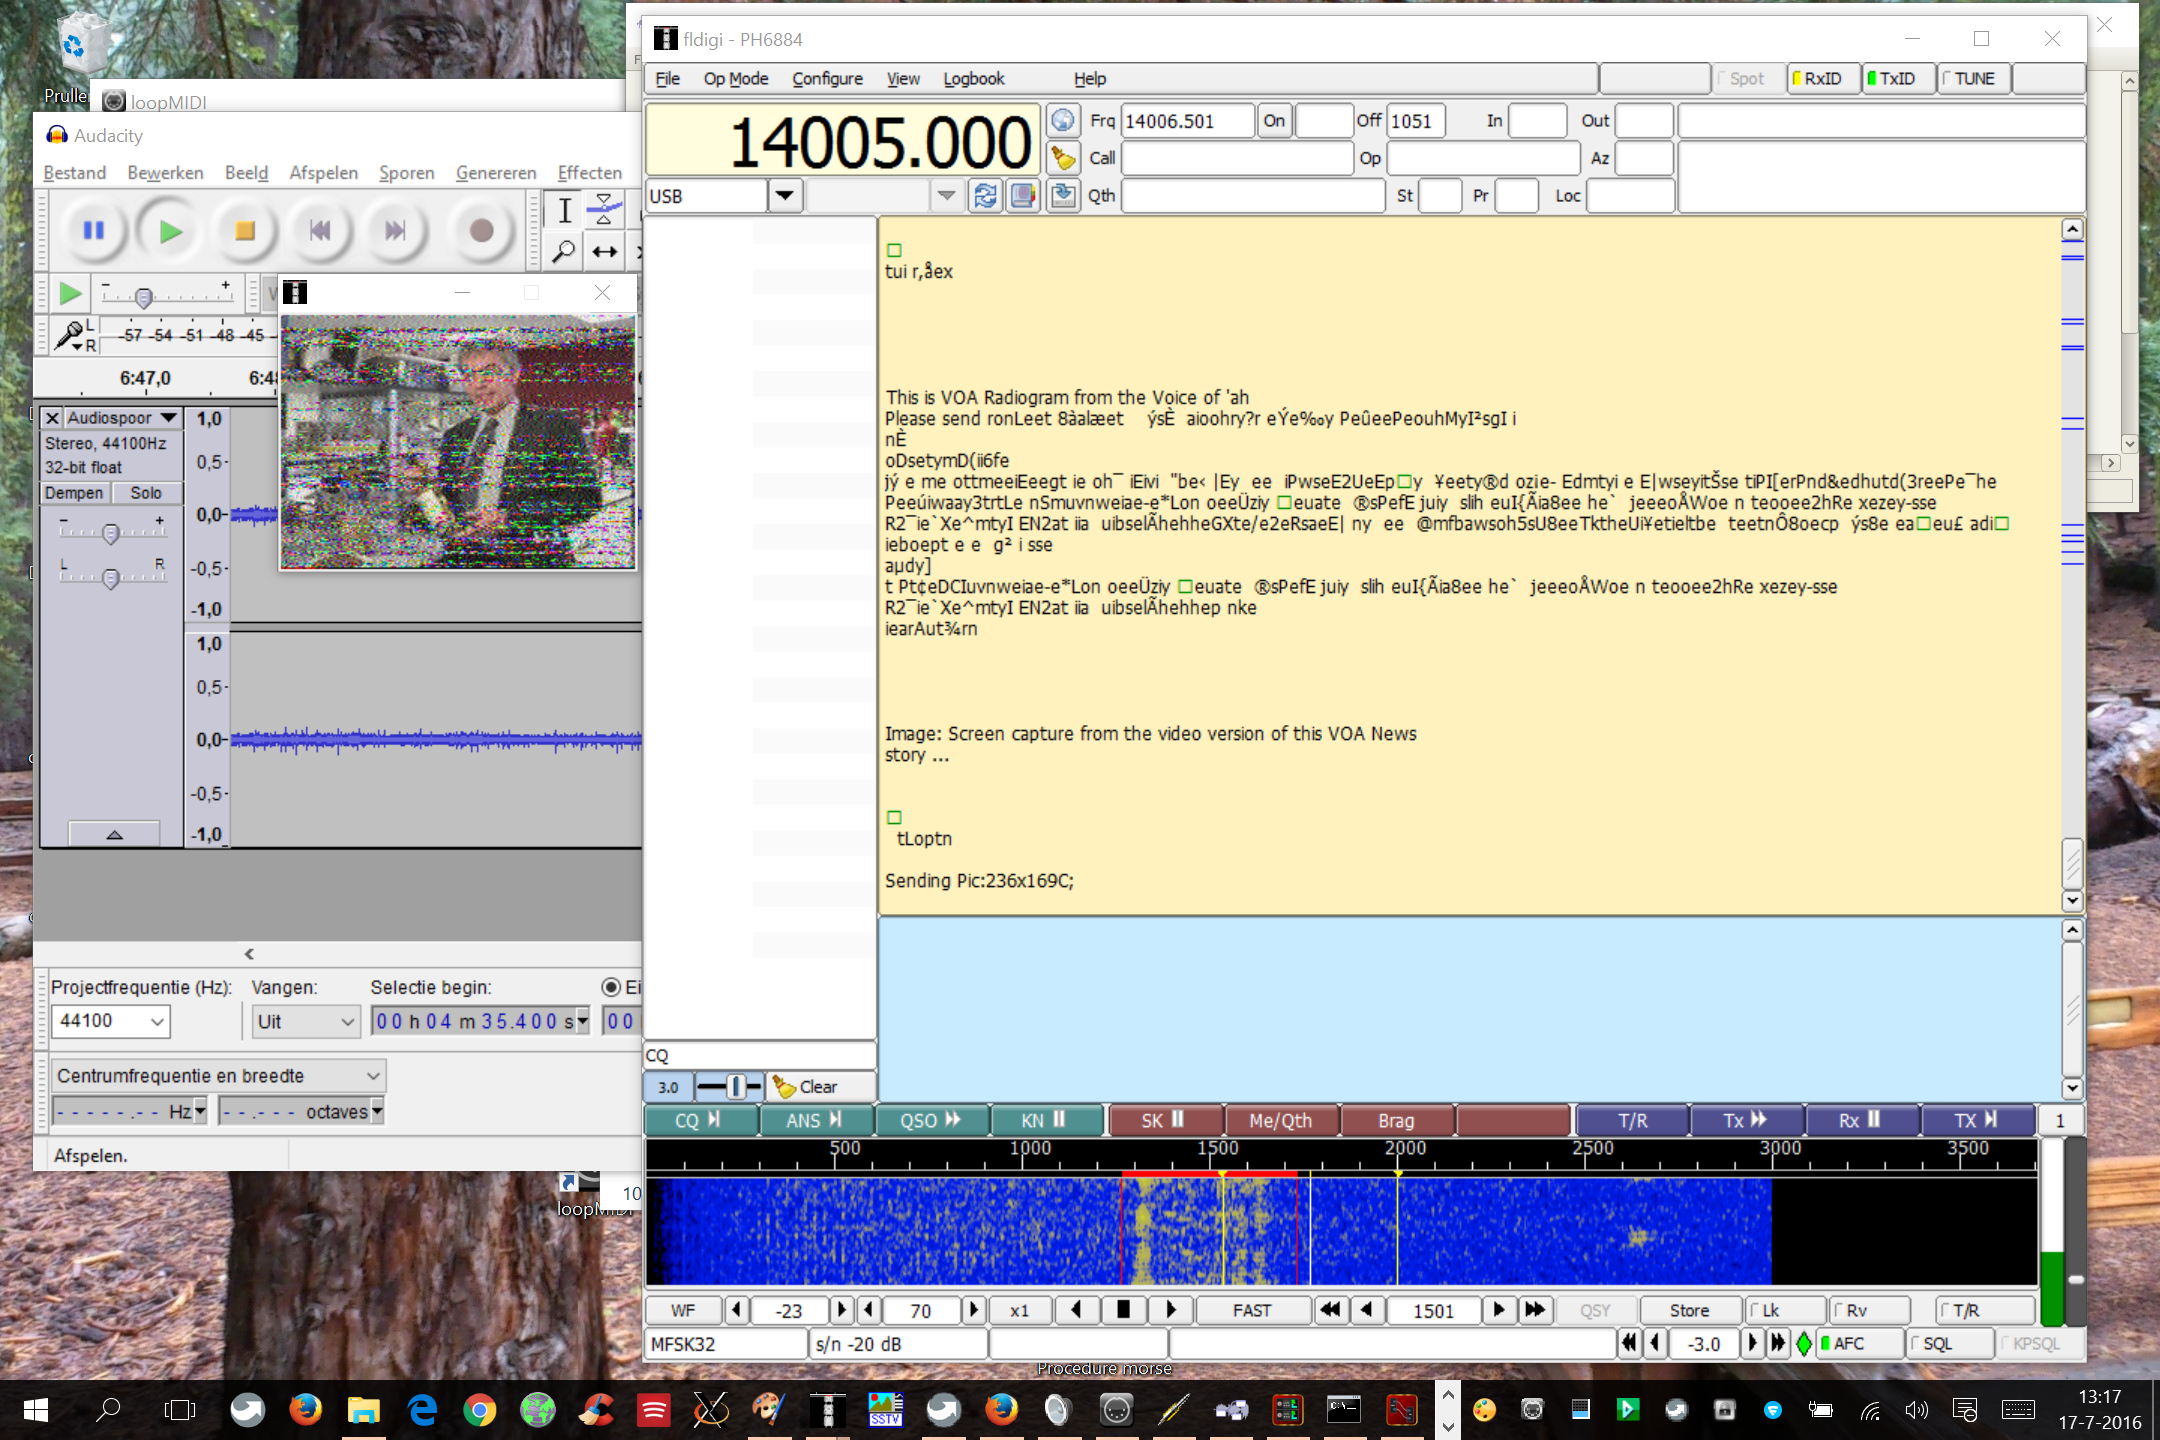 Prulle
loopMIDI
Audacity
Bestand Bewerken Beeld Afspelen Sporen Genereren Effecten
- +
L
R
-57 -54 -51 -48 -45
6:47,0 6:48
Audiospoor
Stereo, 44100Hz
32-bit float
Dempen Solo
- +
L R
1,0
0,5-
0,0-
-0,5-
-1,0
1,0
0,5-
0,0-
-0,5-
-1,0
Projectfrequentie (Hz): Vangen: Selectie begin: Ei
44100 Uit 00 h 04 m 35.400 s 00
Centrumfrequentie en breedte
-----.-- Hz --.--- octaves
Afspelen.
10
loopMIDI
fldigi - PH6884
File Op Mode Configure View Logbook Help
Spot RxID TxID TUNE
14005.000
Frq 14006.501 On Off 1051 In Out
Call Op Az
USB
Qth St Pr Loc
tui r,åex
This is VOA Radiogram from the Voice of 'ah
Please send ronLeet 8àalæet ýsÈ aioohry?r eÝe‰y PeûeePeouhMyI²sgI i
nÈ
oDsetymD(ii6fe
jý e me ottmeeiEeegt ie oh¯ iEivi "be‹ |Ey ee iPwseE2UeEp□y ¥eety®d ozie- Edmtyi e E|wseyitŠse tiPI[erPnd&edhutd(3reePe¯he
Peeúiwaay3trtLe nSmuvnweiae-e*Lon oeeÜziy □euate ®sPefE juiy slih euI{Ãia8ee he` jeeeoÅWoe n teooee2hRe xezey-sse
R2¯ie`Xe^mtyI EN2at iia uibselÃhehheGXte/e2eRsaeE| ny ee @mfbawsoh5sU8eeTktheUi¥etieltbe teetnÔ8oecp ýs8e ea□eu£ adi□
ieboept e e g² i sse
aµdy]
t Pt¢eDCIuvnweiae-e*Lon oeeÜziy □euate ®sPefE juiy slih euI{Ãia8ee he` jeeeoÅWoe n teooee2hRe xezey-sse
R2¯ie`Xe^mtyI EN2at iia uibselÃhehhep nke
iearAut¾rn
Image: Screen capture from the video version of this VOA News
story ...
tLoptn
Sending Pic:236x169C;
CQ
3.0 Clear
CQ ANS QSO KN SK Me/Qth Brag T/R Tx Rx TX 1
500 1000 1500 2000 2500 3000 3500
WF -23 70 x1 FAST 1501 QSY Store Lk Rv T/R
MFSK32 s/n -20 dB -3.0 AFC SQL KPSQL
Procedure morse
SSTV
13:17
17-7-2016